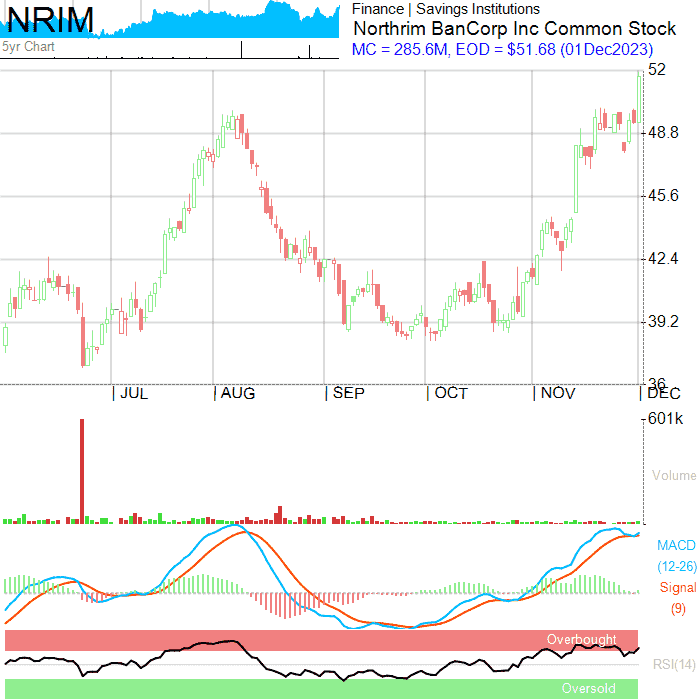 NRIM
5yr Chart
Finance | Savings Institutions
Northrim BanCorp Inc Common Stock
MC = 285.6M, EOD = $51.68 (01Dec2023)
52
48.8
45.6
42.4
39.2
36
JUL
AUG
SEP
OCT
NOV
DEC
601k
Volume
MACD
(12-26)
Signal
(9)
Overbought
RSI(14)
Oversold